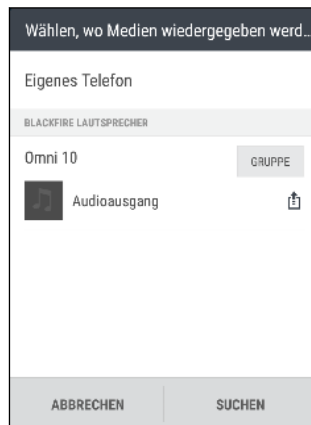 Wählen, wo Medien wiedergegeben werd...
Eigenes Telefon
BLACKFIRE LAUTSPRECHER
Omni 10
GRUPPE
Audioausgang
ABBRECHEN
SUCHEN